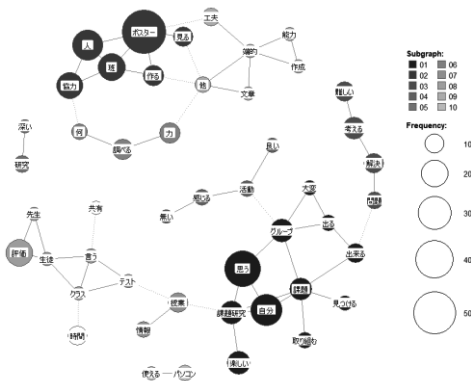 工夫
ポスター
人
見る
能力
端的
班
作る
作成
協力
他
文章
何
力
調べる
深い
研究
難しい
考える
解決
問題
良い
活動
感じる
無い
大変
出る
グループ
出来る
先生
共有
評価
生徒
言う
クラス
テスト
時間
授業
情報
思う
自分
課題
課題研究
見つける
取り組む
楽しい
使える
パソコン
Subgraph:
01 06
02 07
03 08
04 09
05 10
Frequency:
10
20
30
40
50